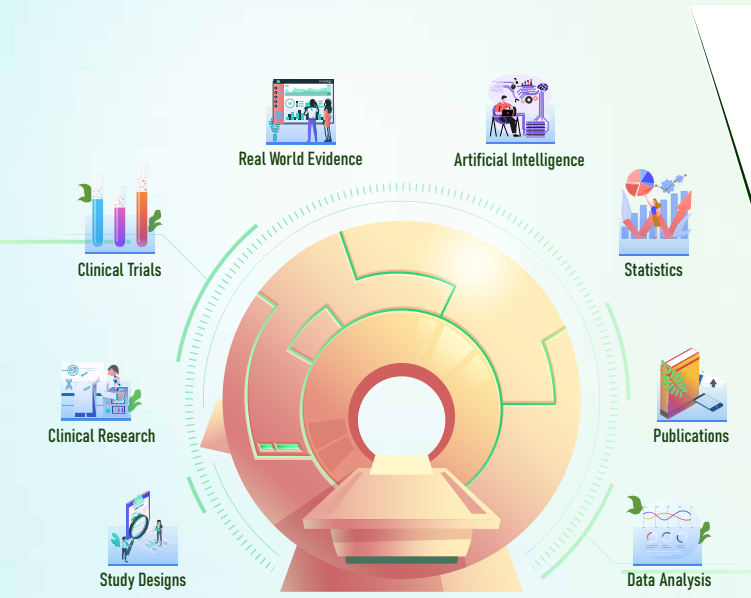 Real World Evidence
Artificial Intelligence
Clinical Trials
Statistics
Clinical Research
Publications
Study Designs
Data Analysis